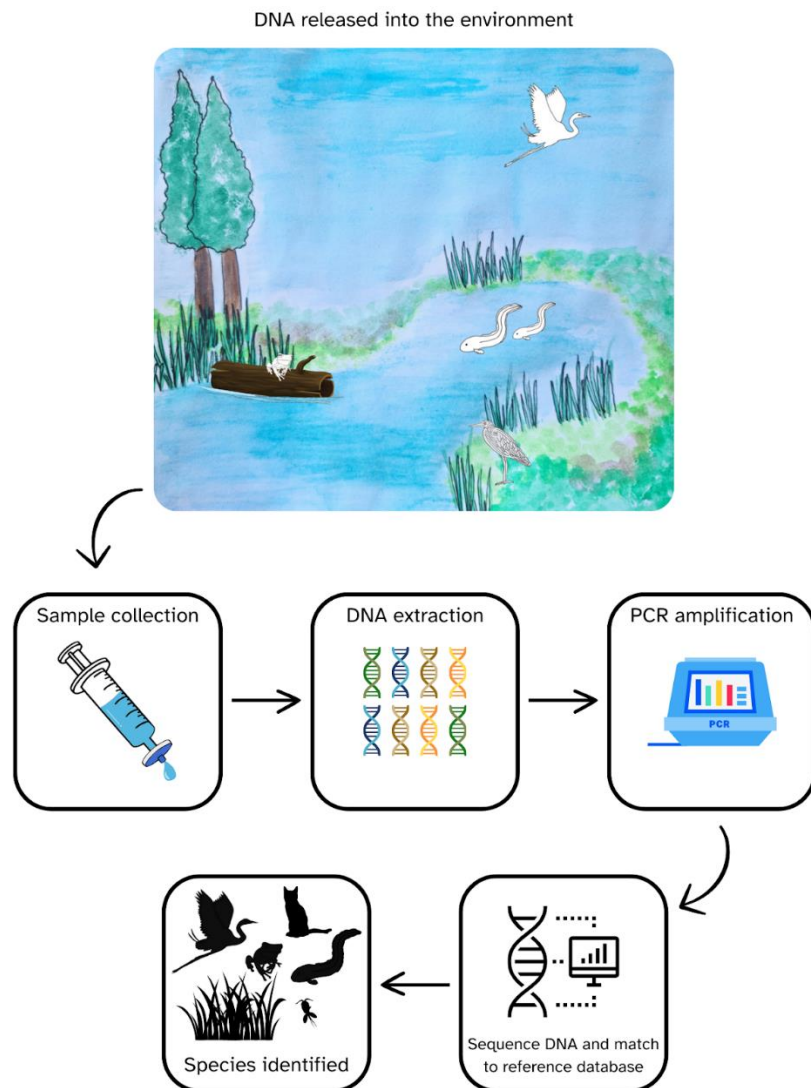 DNA released into the environment
Sample collection
DNA extraction
PCR amplification
PCR
Species identified
Sequence DNA and match
to reference database